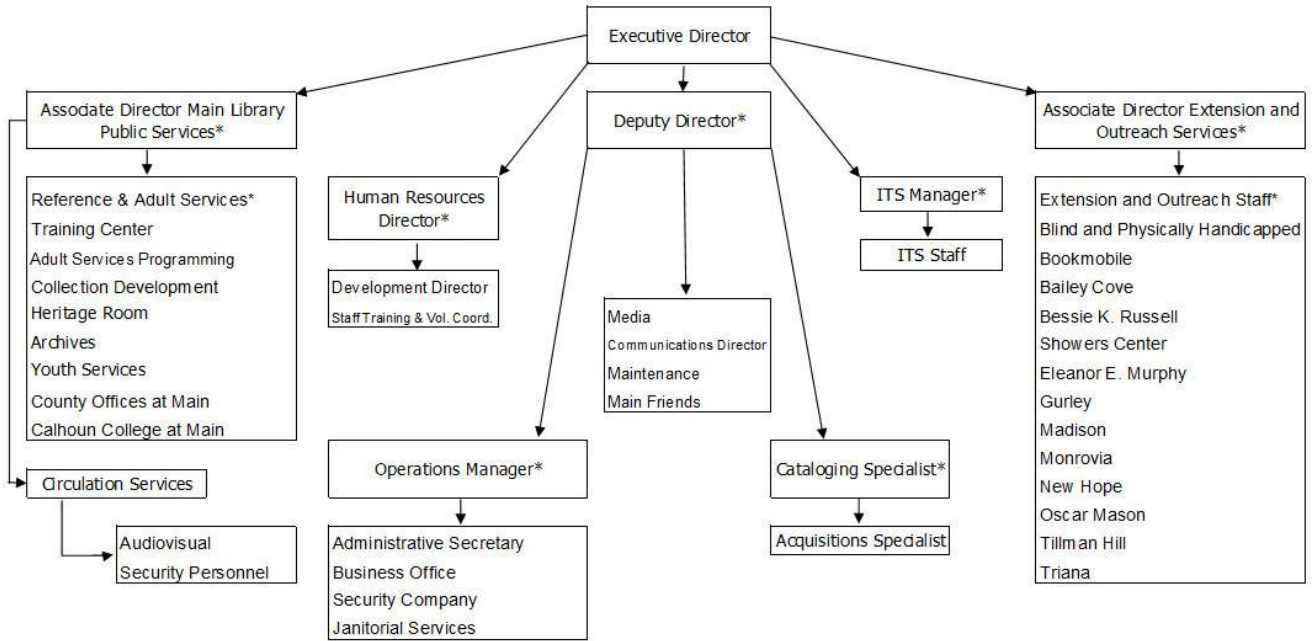 Executive Director
Associate Director Main Library
Public Services*
Deputy Director*
Associate Director Extension and
Outreach Services*
Reference & Adult Services*
Training Center
Adult Services Programming
Collection Development
Heritage Room
Archives
Youth Services
County Offices at Main
Calhoun College at Main
Human Resources
Director*
Development Director
Staff Training & Vol. Coord.
Media
Communications Director
Maintenance
Main Friends
ITS Manager*
ITS Staff
Extension and Outreach Staff*
Blind and Physically Handicapped
Bookmobile
Bailey Cove
Bessie K. Russell
Showers Center
Eleanor E. Murphy
Gurley
Madison
Monrovia
New Hope
Oscar Mason
Tillman Hill
Triana
Circulation Services
Audiovisual
Security Personnel
Operations Manager*
Administrative Secretary
Business Office
Security Company
Janitorial Services
Cataloging Specialist*
Acquisitions Specialist